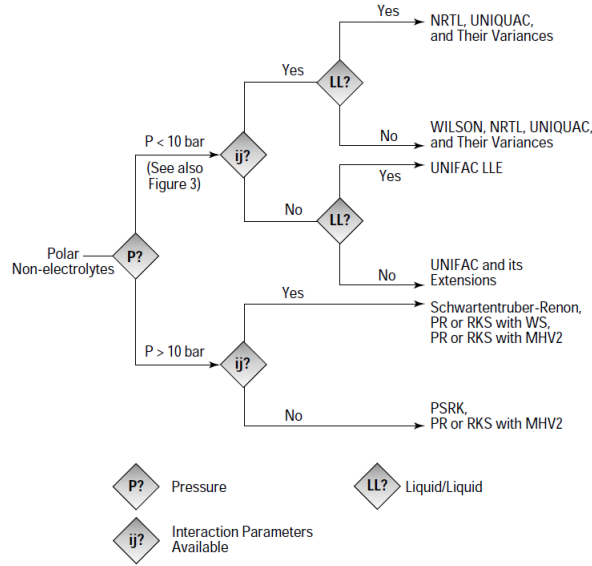 Yes
NRTL, UNIQUAC,
and Their Variances
Yes
LL?
P < 10 bar
ij?
No
WILSON, NRTL, UNIQUAC,
and Their Variances
(See also
Figure 3)
Yes
UNIFAC LLE
No
LL?
Polar
Non-electrolytes
P?
No
UNIFAC and its
Extensions
Yes
Schwartentruber-Renon,
PR or RKS with WS,
PR or RKS with MHV2
P > 10 bar
ij?
No
PSRK,
PR or RKS with MHV2
P?
Pressure
LL?
Liquid/Liquid
ij?
Interaction Parameters
Available